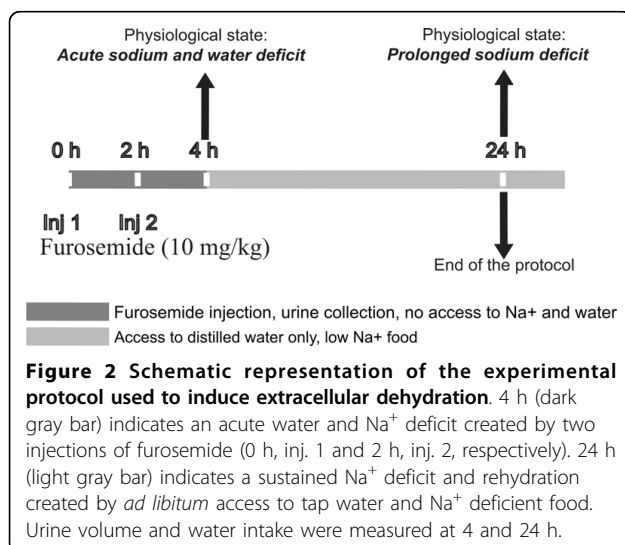 Physiological state: Physiological state:
Acute sodium and water deficit Prolonged sodium deficit
0 h 2 h 4 h 24 h
Inj 1 Inj 2
Furosemide (10 mg/kg)
End of the protocol
Furosemide injection, urine collection, no access to Na+ and water
Access to distilled water only, low Na+ food
Figure 2 Schematic representation of the experimental
protocol used to induce extracellular dehydration. 4 h (dark
gray bar) indicates an acute water and Na⁺ deficit created by two
injections of furosemide (0 h, inj. 1 and 2 h, inj. 2, respectively). 24 h
(light gray bar) indicates a sustained Na⁺ deficit and rehydration
created by ad libitum access to tap water and Na⁺ deficient food.
Urine volume and water intake were measured at 4 and 24 h.